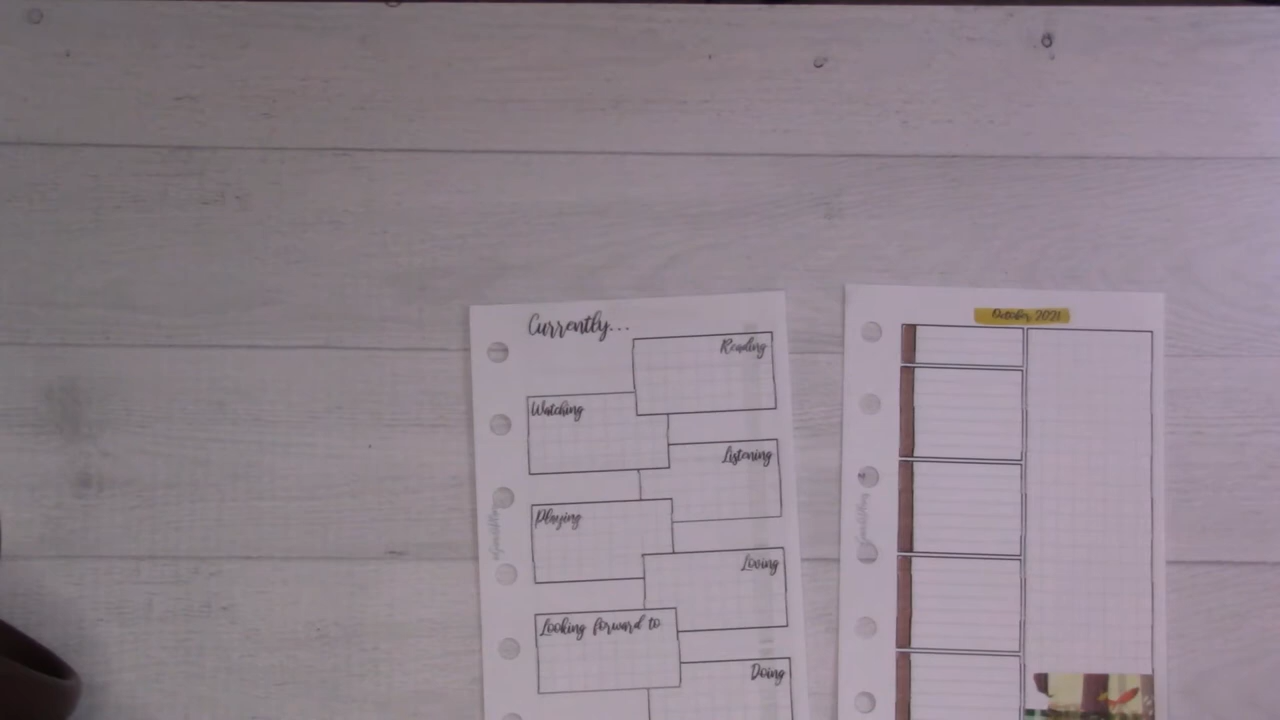 Currently...
Reading
Watching
Listening
Playing
Loving
Looking forward to
Doing
October 2021